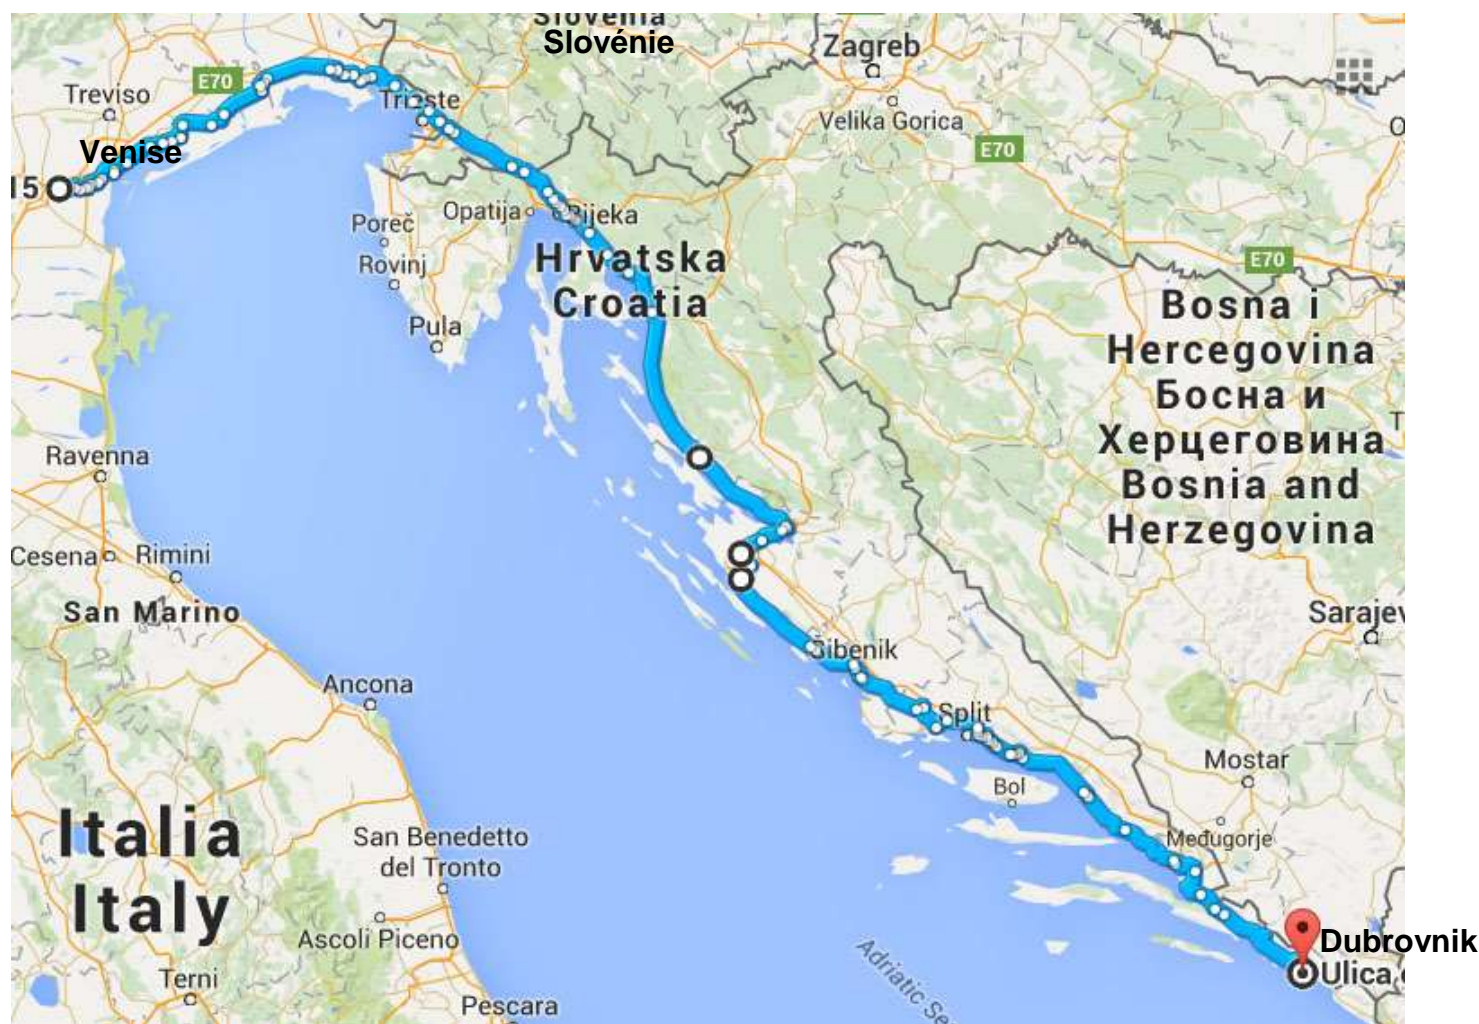 Slovenia
Slovénie
Zagreb
E70
Treviso
Trieste
Velika Gorica
Venise
E70
15
Opatija
Rijeka
Poreč
Rovinj
Hrvatska
Croatia
E70
Pula
Bosna i
Hercegovina
Босна и
Херцеговина
Bosnia and
Herzegovina
Ravenna
Cesena
Rimini
San Marino
Sarajev
Šibenik
Ancona
Split
Mostar
Bol
Italia
Italy
San Benedetto
del Tronto
Međugorje
Ascoli Piceno
Dubrovnik
Ulica
Adriatic Se
Terni
Pescara